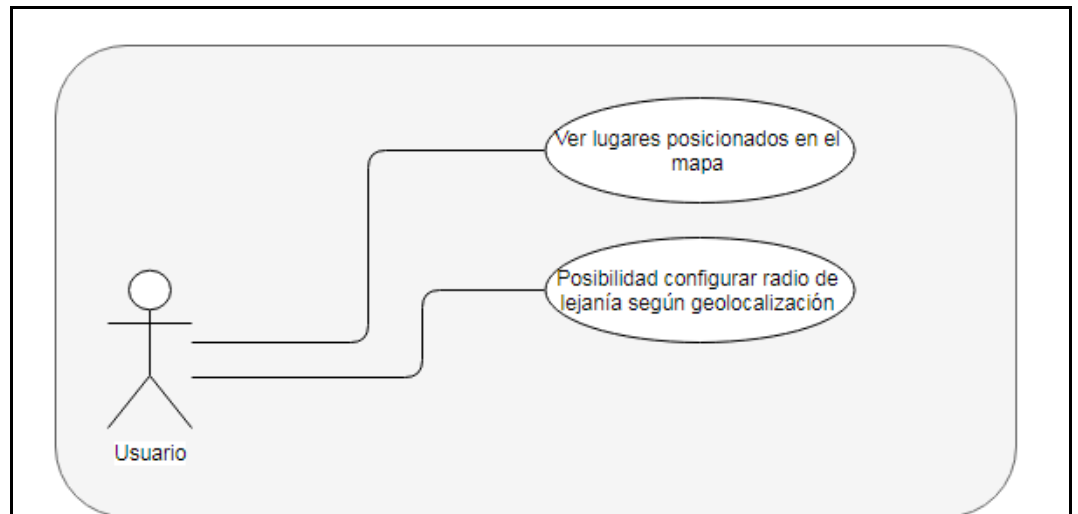 Ver lugares posicionados en el
mapa
Posibilidad configurar radio de
lejanía según geolocalización
Usuario